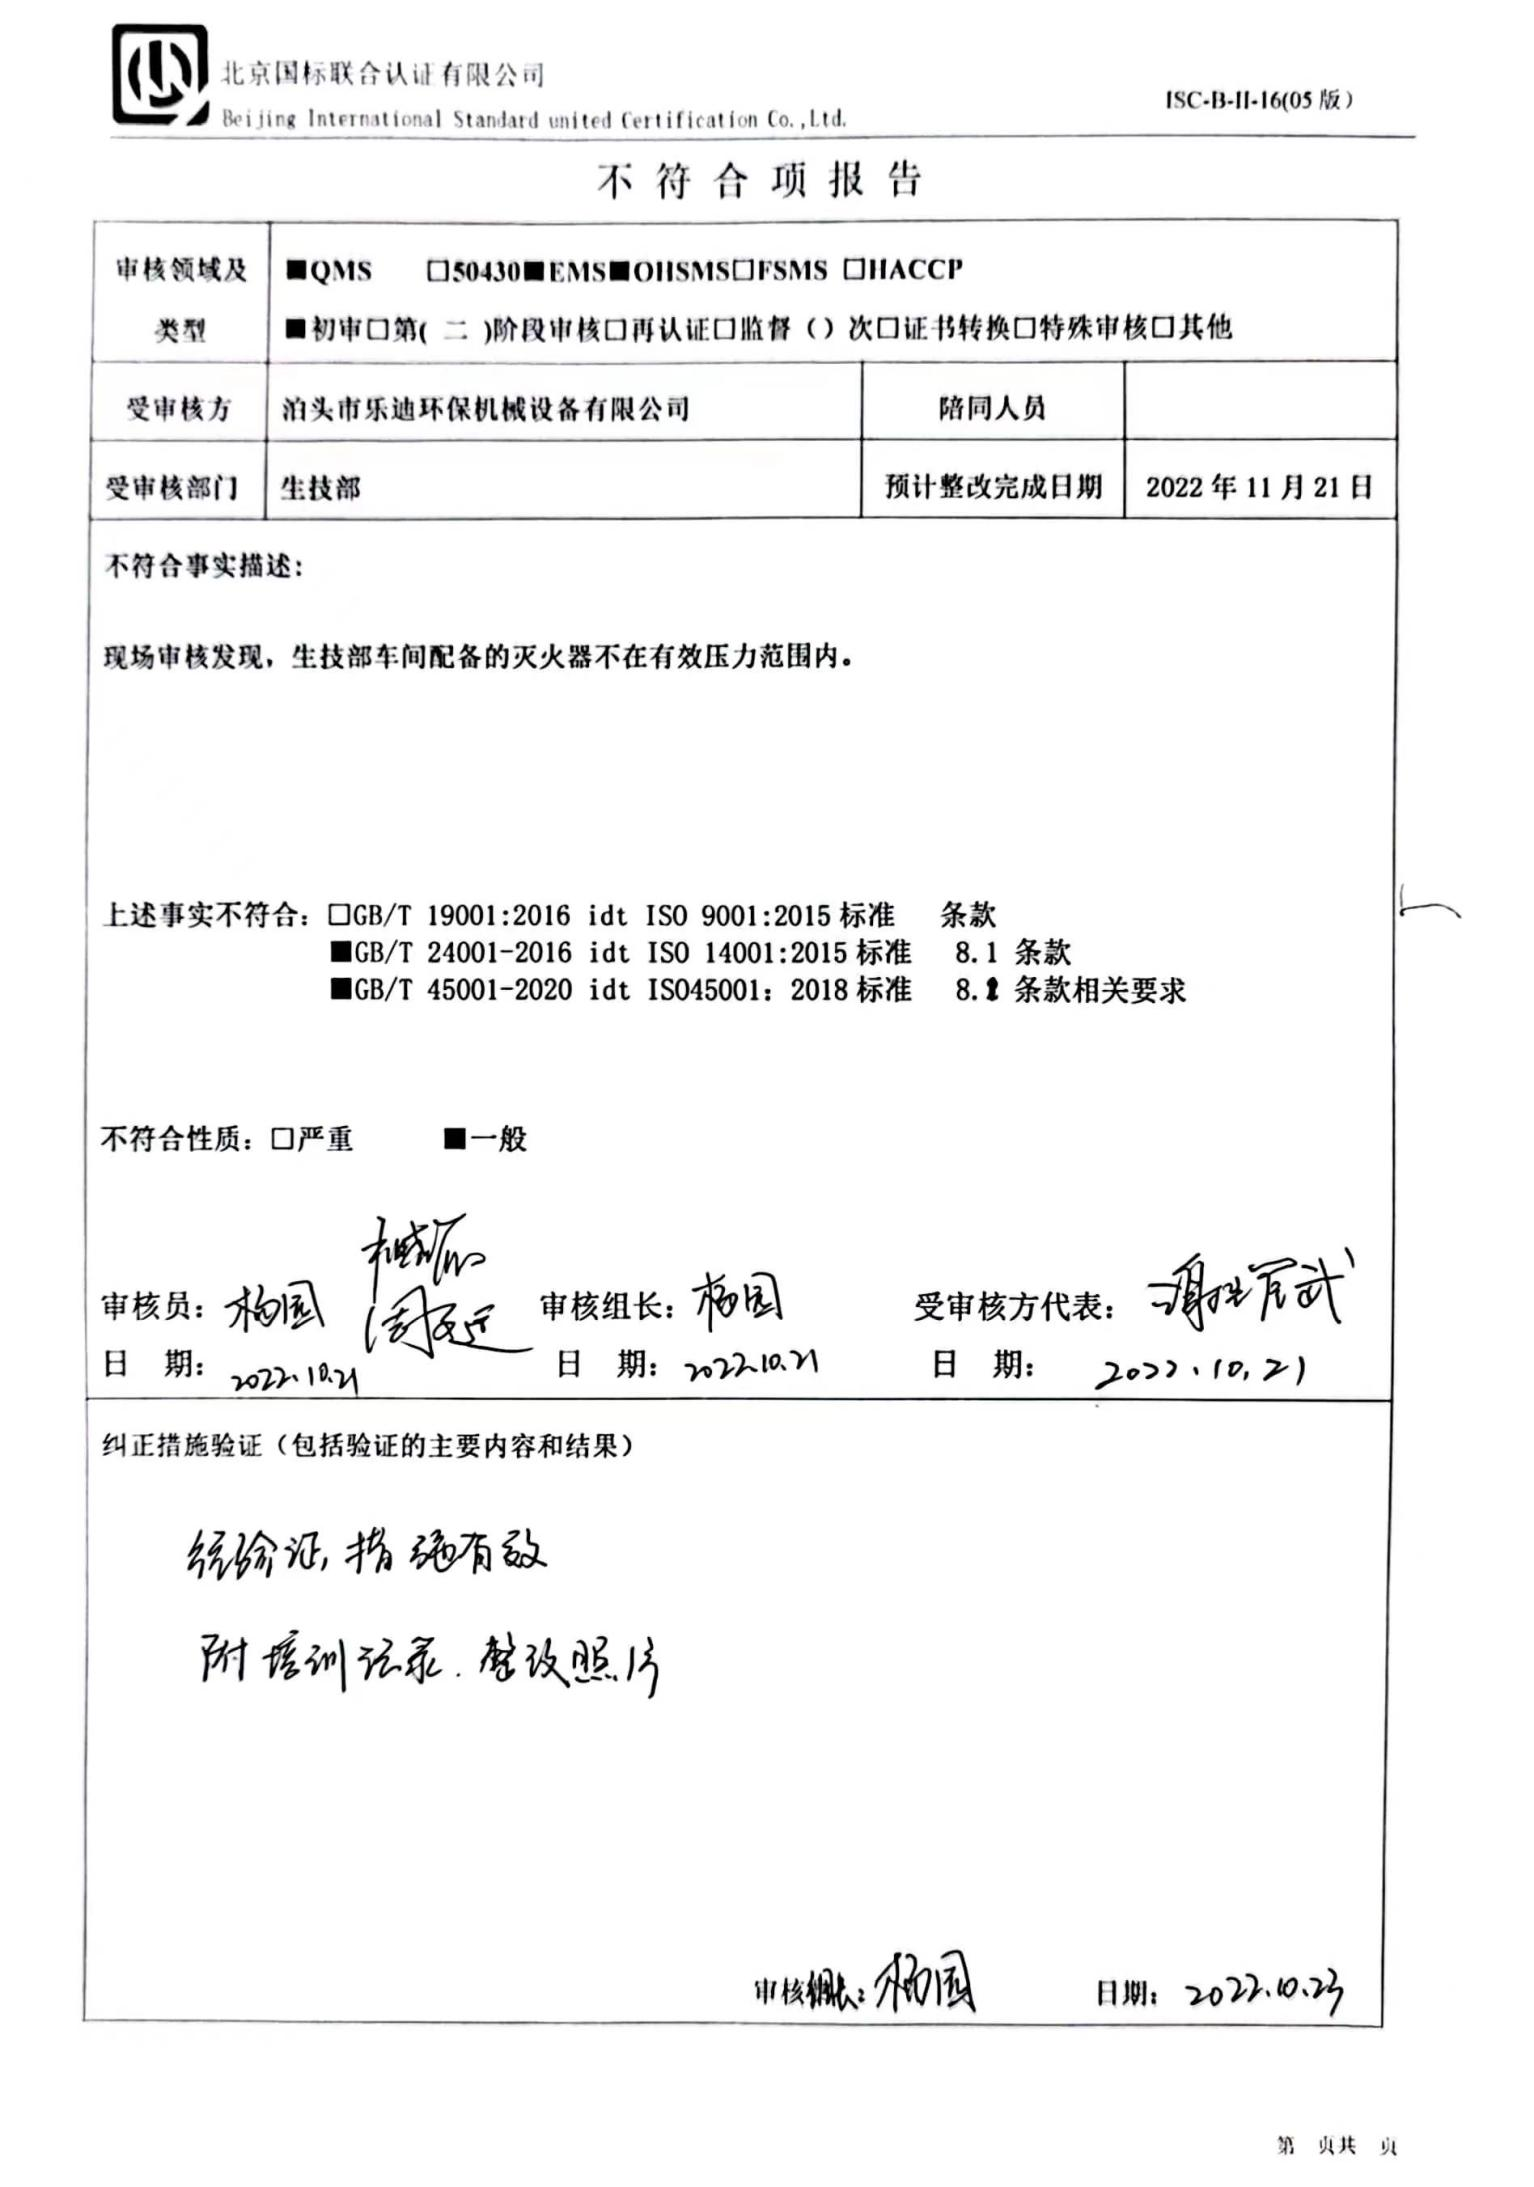 北京国标联合认证有限公司
Beijing International Standard united Certification Co.,Ltd.
ISC-B-II-16(05版)
不符合项报告
审核领域及类型
■QMS □50430■EMS■OHSMS□FSMS □HACCP
■初审□第( 二 )阶段审核□再认证□监督（）次□证书转换□特殊审核□其他
受审核方 泊头市乐迪环保机械设备有限公司 陪同人员
受审核部门 生技部 预计整改完成日期 2022年11月21日
不符合事实描述：
现场审核发现，生技部车间配备的灭火器不在有效压力范围内。
上述事实不符合：□GB/T 19001:2016 idt ISO 9001:2015标准 条款
■GB/T 24001-2016 idt ISO 14001:2015标准 8.1 条款
■GB/T 45001-2020 idt ISO45001：2018标准 8. 条款相关要求
不符合性质：□严重 ■一般
审核员：杨园 审核组长：杨园 受审核方代表：
日 期：2022.10.21 日 期：2022.10.21 日 期：2022.10.21
纠正措施验证（包括验证的主要内容和结果）
经验证，措施有效
附培训记录.整改照片
审核组长：杨园 日期：2022.10.23
第 页共 页